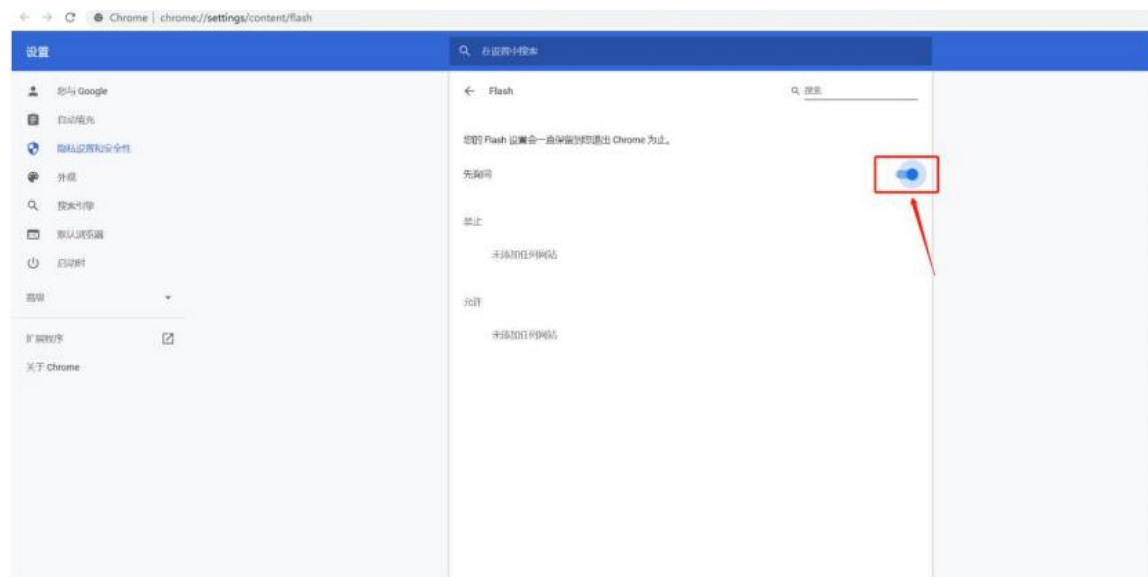 Chrome | chrome://settings/content/flash
设置
在设置中搜索
您与 Google
自动填充
隐私设置和安全性
外观
搜索引擎
默认浏览器
启动时
高级
扩展程序
关于 Chrome
Flash
搜索
您的 Flash 设置会一直保留到您退出 Chrome 为止。
先询问
禁止
未添加任何网站
允许
未添加任何网站